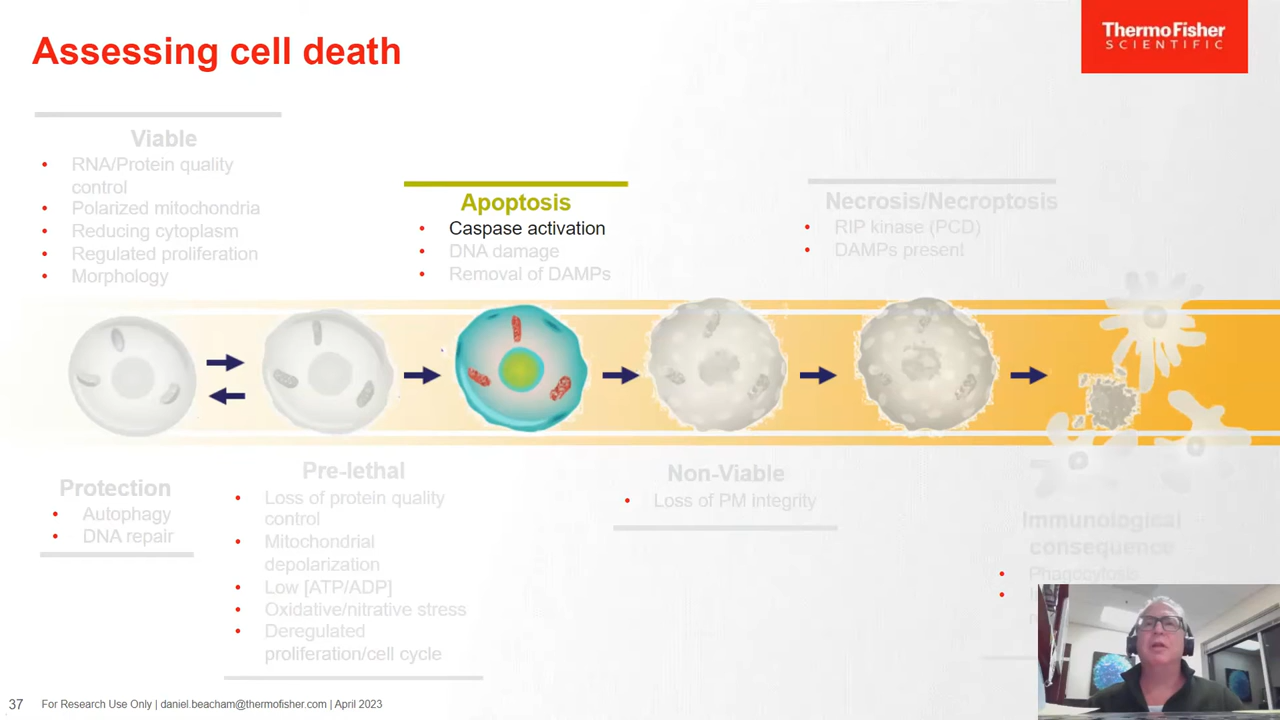 Assessing cell death
ThermoFisher
SCIENTIFIC
Viable
• RNA/Protein quality
control
• Polarized mitochondria
• Reducing cytoplasm
• Regulated proliferation
• Morphology
Apoptosis
• Caspase activation
• DNA damage
• Removal of DAMPs
Necrosis/Necroptosis
• RIP kinase (PCD)
• DAMPs present
Protection
• Autophagy
• DNA repair
Pre-lethal
• Loss of protein quality
control
• Mitochondrial
depolarization
• Low [ATP/ADP]
• Oxidative/nitrative stress
• Deregulated
proliferation/cell cycle
Non-Viable
• Loss of PM integrity
Immunological
consequence
• Phagocytosis
•
37 For Research Use Only | daniel.beacham@thermofisher.com | April 2023